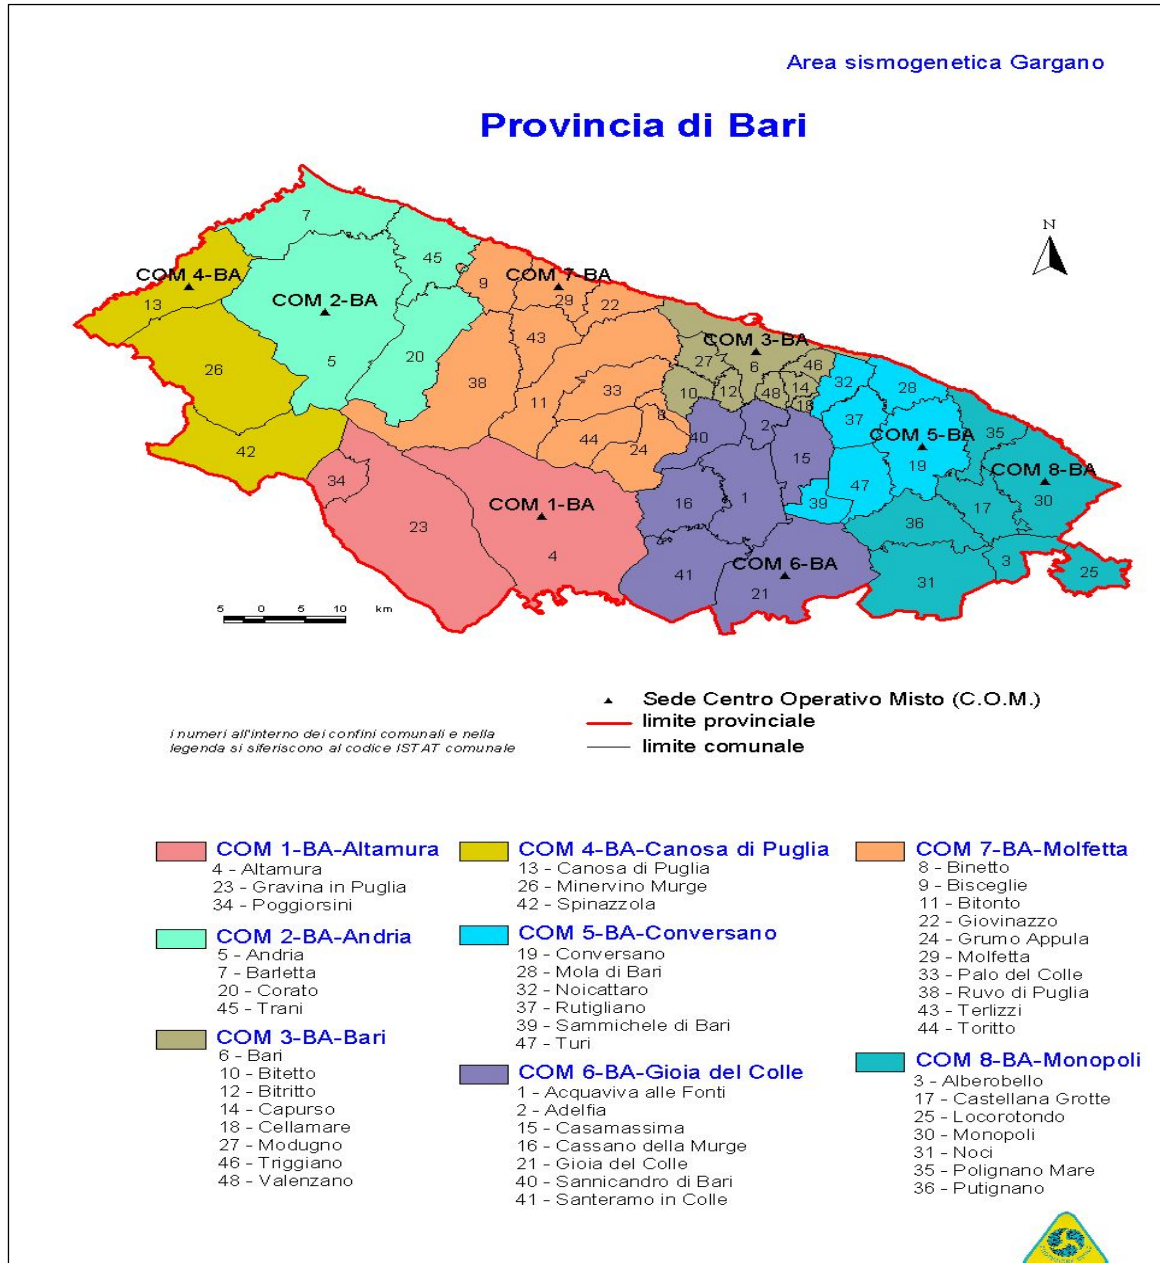 Area sismogenetica Gargano
Provincia di Bari
N
7
45
COM 4-BA
13
COM 2-BA
9
COM 7-BA
29
22
43
COM 3-BA
27
6
46
26
5
20
38
33
11
10
12
48
14
18
32
28
8
44
24
40
2
37
35
42
COM 5-BA
19
15
34
COM 8-BA
30
47
17
16
1
39
COM 1-BA
23
4
36
41
COM 6-BA
21
31
3
25
5 0 5 10 km
Sede Centro Operativo Misto (C.O.M.)
limite provinciale
limite comunale
i numeri all'interno dei confini comunali e nella
legenda si siferiscono al codice ISTAT comunale
COM 1-BA-Altamura
4 - Altamura
23 - Gravina in Puglia
34 - Poggiorsini
COM 2-BA-Andria
5 - Andria
7 - Barletta
20 - Corato
45 - Trani
COM 3-BA-Bari
6 - Bari
10 - Bitetto
12 - Bitritto
14 - Capurso
18 - Cellamare
27 - Modugno
46 - Triggiano
48 - Valenzano
COM 4-BA-Canosa di Puglia
13 - Canosa di Puglia
26 - Minervino Murge
42 - Spinazzola
COM 5-BA-Conversano
19 - Conversano
28 - Mola di Bari
32 - Noicattaro
37 - Rutigliano
39 - Sammichele di Bari
47 - Turi
COM 6-BA-Gioia del Colle
1 - Acquaviva alle Fonti
2 - Adelfia
15 - Casamassima
16 - Cassano della Murge
21 - Gioia del Colle
40 - Sannicandro di Bari
41 - Santeramo in Colle
COM 7-BA-Molfetta
8 - Binetto
9 - Bisceglie
11 - Bitonto
22 - Giovinazzo
24 - Grumo Appula
29 - Molfetta
33 - Palo del Colle
38 - Ruvo di Puglia
43 - Terlizzi
44 - Toritto
COM 8-BA-Monopoli
3 - Alberobello
17 - Castellana Grotte
25 - Locorotondo
30 - Monopoli
31 - Noci
35 - Polignano Mare
36 - Putignano